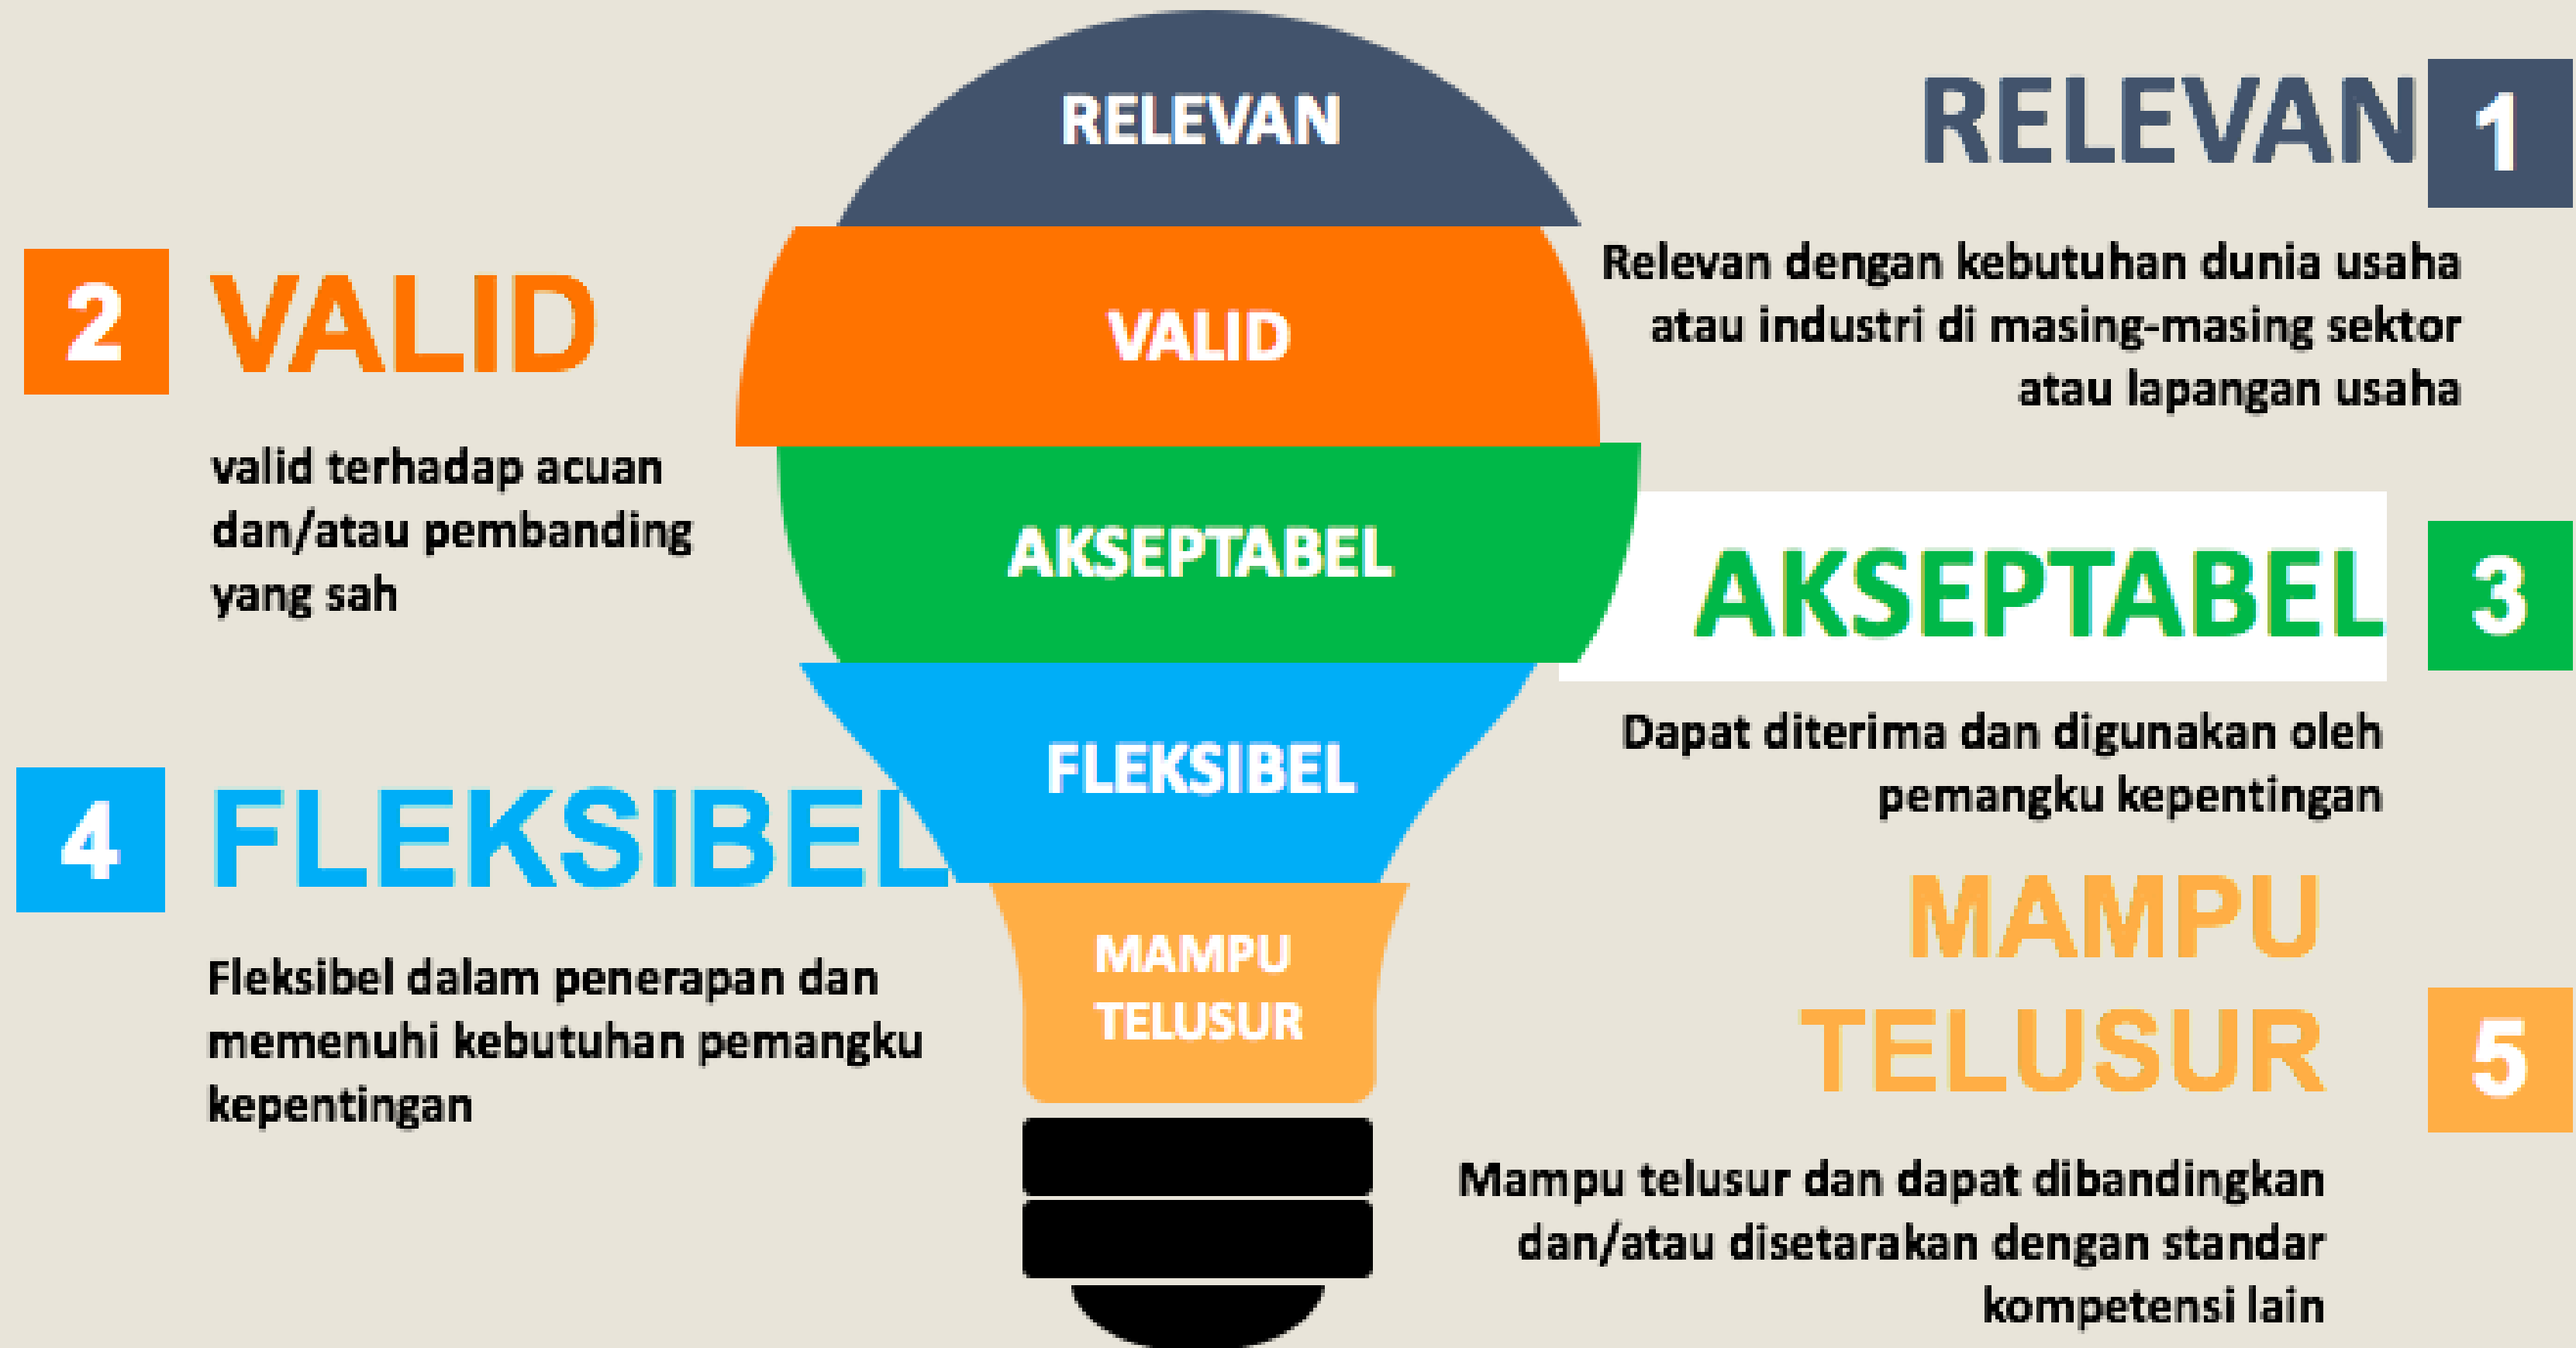 RELEVAN
VALID
AKSEPTABEL
FLEKSIBEL
MAMPU
TELUSUR
RELEVAN 1
Relevan dengan kebutuhan dunia usaha
atau industri di masing-masing sektor
atau lapangan usaha
2 VALID
valid terhadap acuan
dan/atau pembanding
yang sah
AKSEPTABEL 3
Dapat diterima dan digunakan oleh
pemangku kepentingan
4 FLEKSIBEL
Fleksibel dalam penerapan dan
memenuhi kebutuhan pemangku
kepentingan
MAMPU
TELUSUR 5
Mampu telusur dan dapat dibandingkan
dan/atau disetarakan dengan standar
kompetensi lain